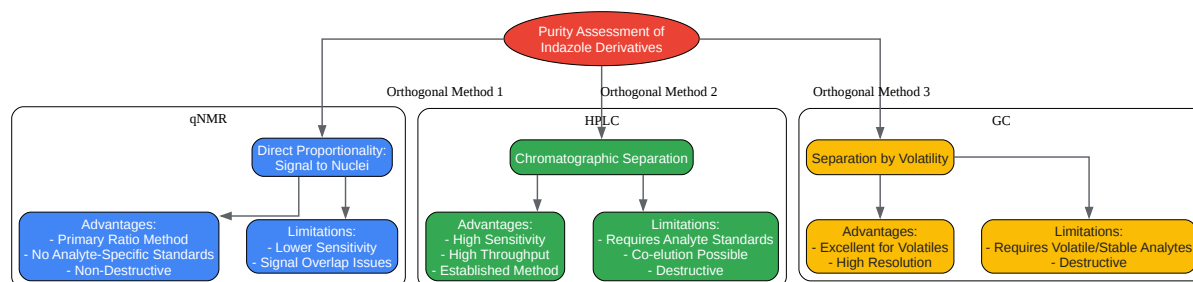 Purity Assessment of
Indazole Derivatives
Orthogonal Method 1
Orthogonal Method 2
Orthogonal Method 3
qNMR
Direct Proportionality:
Signal to Nuclei
Advantages:
- Primary Ratio Method
- No Analyte-Specific Standards
- Non-Destructive
Limitations:
- Lower Sensitivity
- Signal Overlap Issues
HPLC
Chromatographic Separation
Advantages:
- High Sensitivity
- High Throughput
- Established Method
Limitations:
- Requires Analyte Standards
- Co-elution Possible
- Destructive
GC
Separation by Volatility
Advantages:
- Excellent for Volatiles
- High Resolution
Limitations:
- Requires Volatile/Stable Analytes
- Destructive